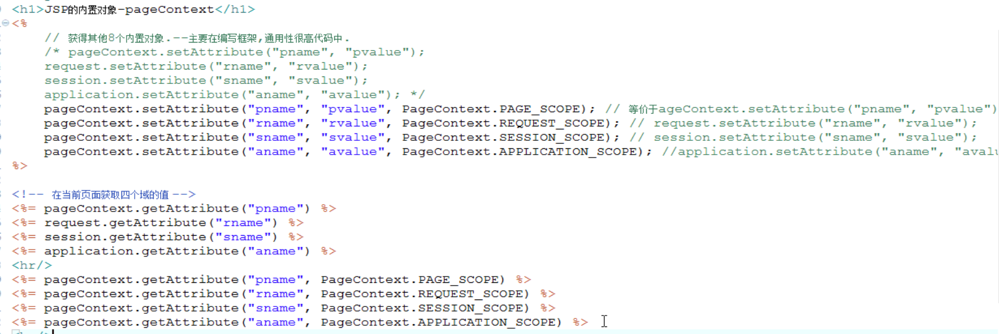 <h1>JSP的内置对象-pageContext</h1>
<%
// 获得其他8个内置对象.--主要在编写框架,通用性很高代码中.
/* pageContext.setAttribute("pname", "pvalue");
request.setAttribute("rname", "rvalue");
session.setAttribute("sname", "svalue");
application.setAttribute("aname", "avalue"); */
pageContext.setAttribute("pname", "pvalue", PageContext.PAGE_SCOPE); // 等价于ageContext.setAttribute("pname", "pvalue")
pageContext.setAttribute("rname", "rvalue", PageContext.REQUEST_SCOPE); // request.setAttribute("rname", "rvalue");
pageContext.setAttribute("sname", "svalue", PageContext.SESSION_SCOPE); // session.setAttribute("sname", "svalue");
pageContext.setAttribute("aname", "avalue", PageContext.APPLICATION_SCOPE); //application.setAttribute("aname", "aval
%>
<!-- 在当前页面获取四个域的值 -->
<%= pageContext.getAttribute("pname") %>
<%= request.getAttribute("rname") %>
<%= session.getAttribute("sname") %>
<%= application.getAttribute("aname") %>
<hr/>
<%= pageContext.getAttribute("pname", PageContext.PAGE_SCOPE) %>
<%= pageContext.getAttribute("rname", PageContext.REQUEST_SCOPE) %>
<%= pageContext.getAttribute("sname", PageContext.SESSION_SCOPE) %>
<%= pageContext.getAttribute("aname", PageContext.APPLICATION_SCOPE) %>